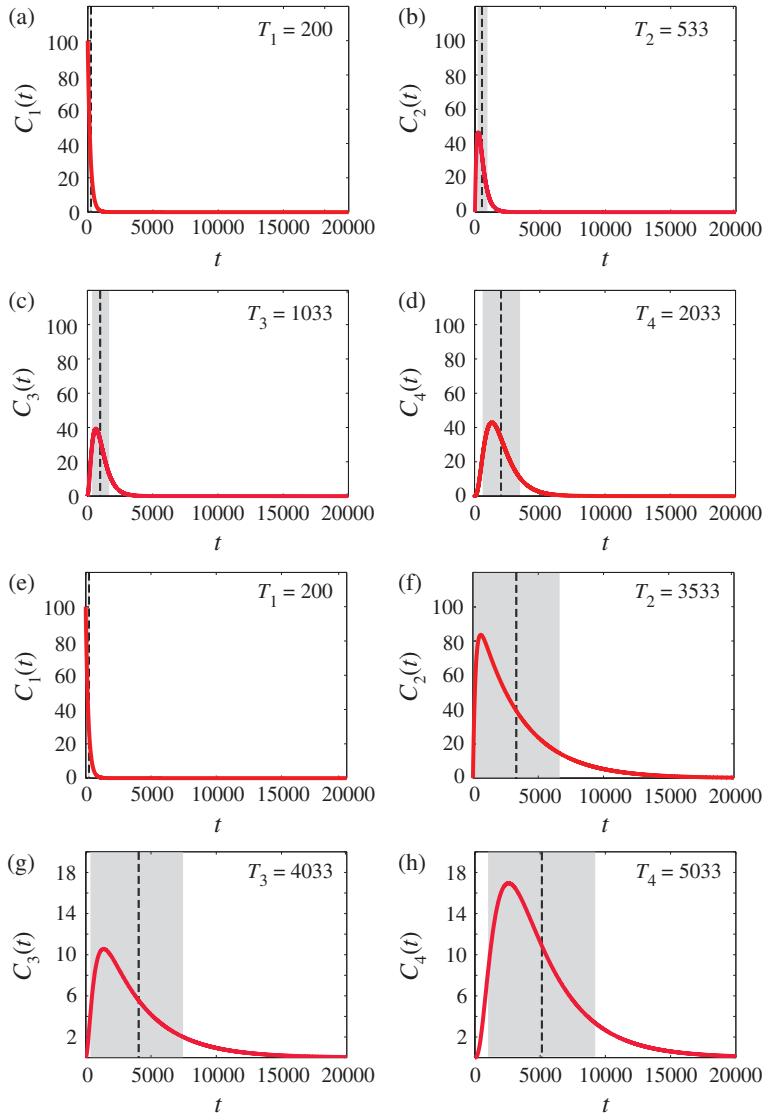 (a)
T1 = 200
C1(t)
100
80
60
40
20
0
0 5000 10000 15000 20000
t
(b)
T2 = 533
C2(t)
100
80
60
40
20
0
0 5000 10000 15000 20000
t
(c)
T3 = 1033
C3(t)
100
80
60
40
20
0
0 5000 10000 15000 20000
t
(d)
T4 = 2033
C4(t)
100
80
60
40
20
0
0 5000 10000 15000 20000
t
(e)
T1 = 200
C1(t)
100
80
60
40
20
0
0 5000 10000 15000 20000
t
(f)
T2 = 3533
C2(t)
100
80
60
40
20
0
0 5000 10000 15000 20000
t
(g)
T3 = 4033
C3(t)
18
14
10
6
2
0 5000 10000 15000 20000
t
(h)
T4 = 5033
C4(t)
18
14
10
6
2
0 5000 10000 15000 20000
t